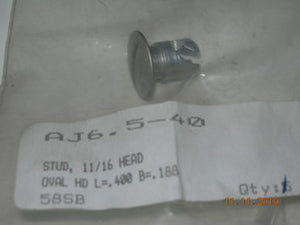 AJ6.5-40
STUD, 11/16 HEAD
OVAL HD L=.400 B=.188
58SB
Qty: